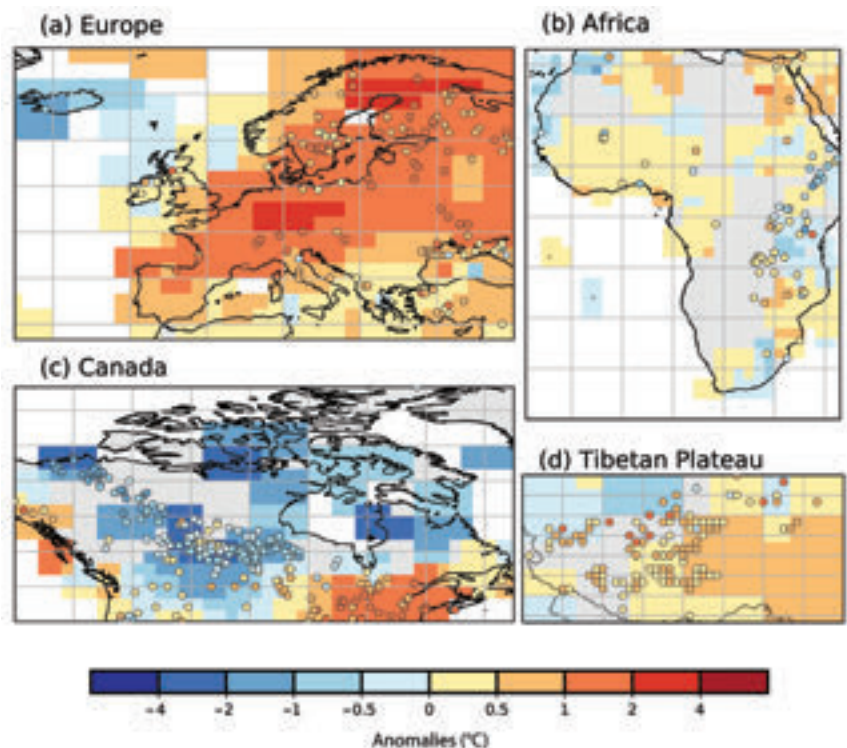 (a) Europe
(b) Africa
(c) Canada
(d) Tibetan Plateau
−4 −2 −1 −0.5 0 0.5 1 2 4
Anomalies (°C)